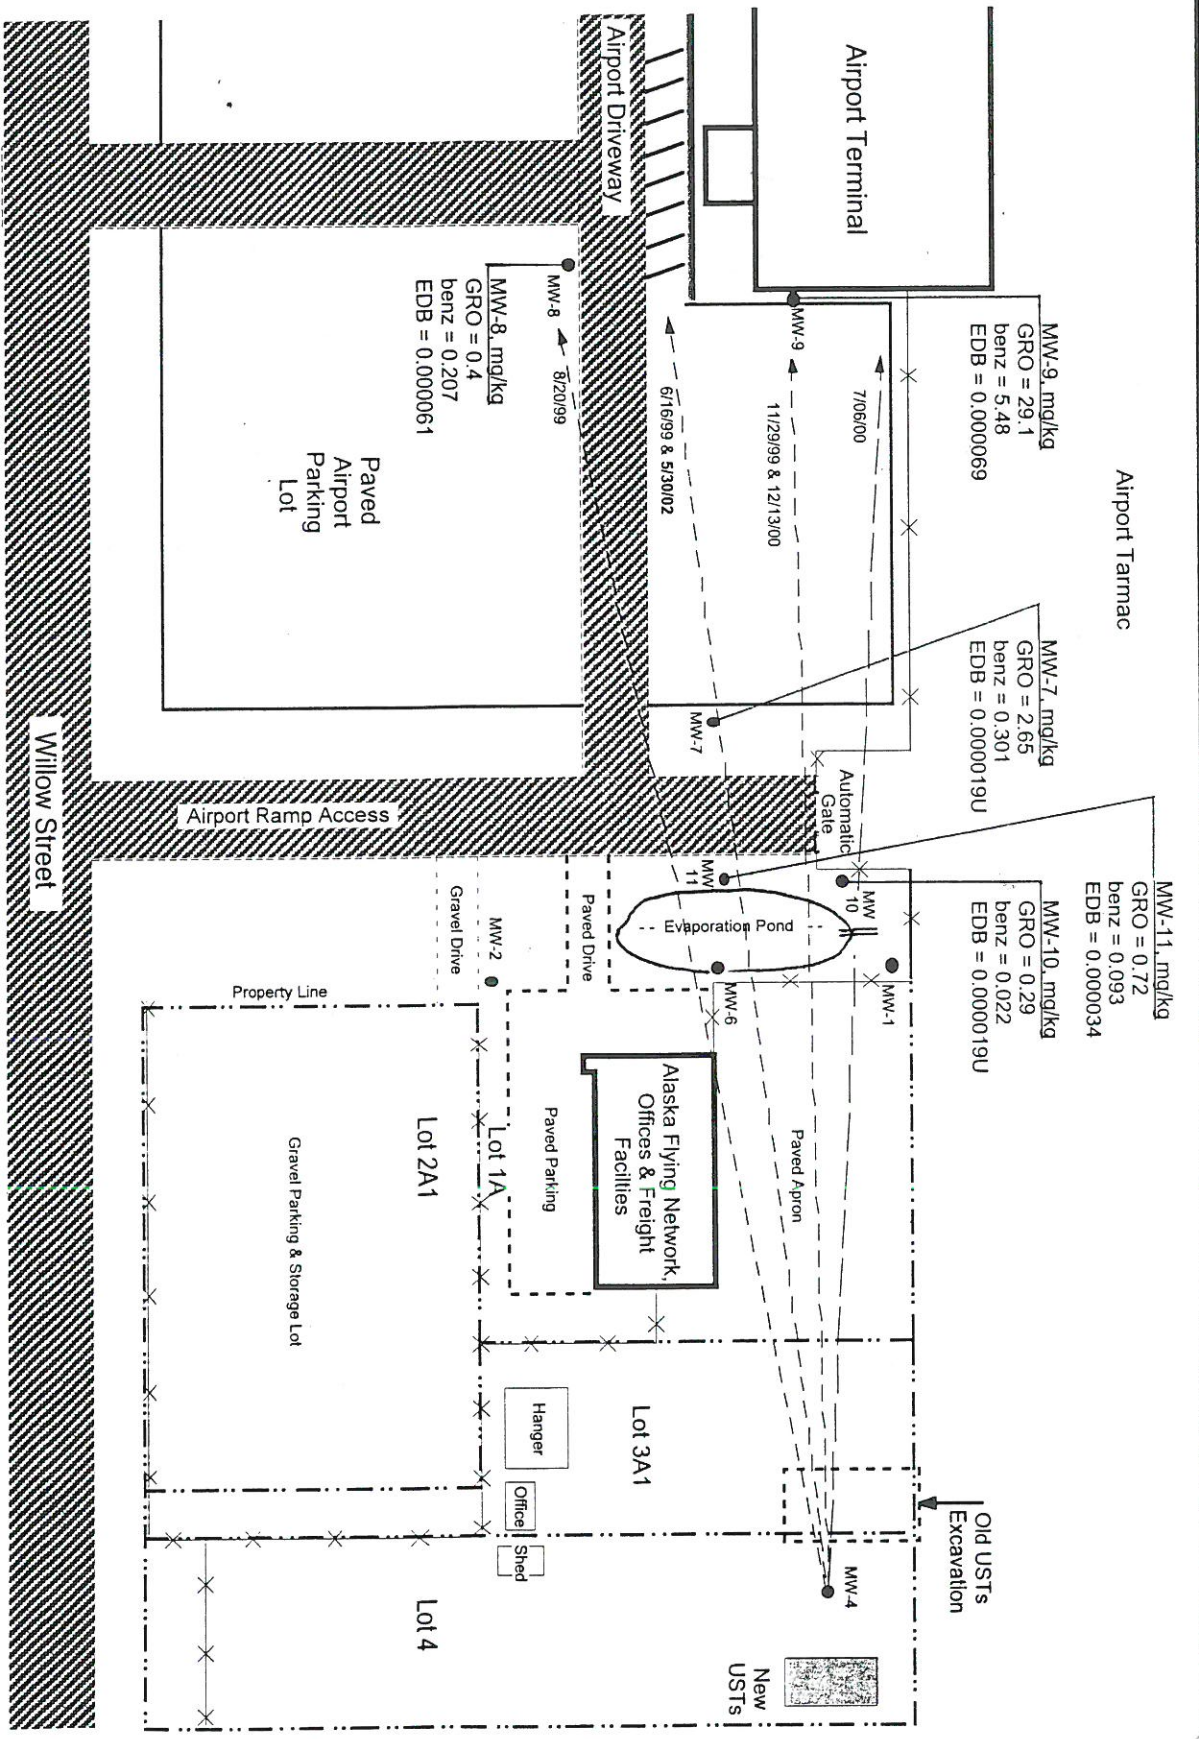 Airport Terminal
Airport Tarmac
Airport Driveway
MW-9, mg/kg
GRO = 29.1
benz = 5.48
EDB = 0.000069
MW-7, mg/kg
GRO = 2.65
benz = 0.301
EDB = 0.000019U
MW-11, mg/kg
GRO = 0.72
benz = 0.093
EDB = 0.000034
MW-10, mg/kg
GRO = 0.29
benz = 0.022
EDB = 0.000019U
MW-8, mg/kg
GRO = 0.4
benz = 0.207
EDB = 0.000061
MW-9
MW-8
MW-7
7/06/00
11/29/99 & 12/13/00
6/16/99 & 5/30/02
8/20/99
Paved
Airport
Parking
Lot
Automatic
Gate
Airport Ramp Access
Willow Street
MW
10
MW
11
-- Evaporation Pond --
MW-1
MW-6
MW-2
Paved Drive
Gravel Drive
Property Line
Alaska Flying Network,
Offices & Freight
Facilties
Paved Apron
Paved Parking
Lot 1A
Lot 2A1
Gravel Parking & Storage Lot
Lot 3A1
Hanger
Office
Shed
Old USTs
Excavation
MW-4
Lot 4
New
USTs